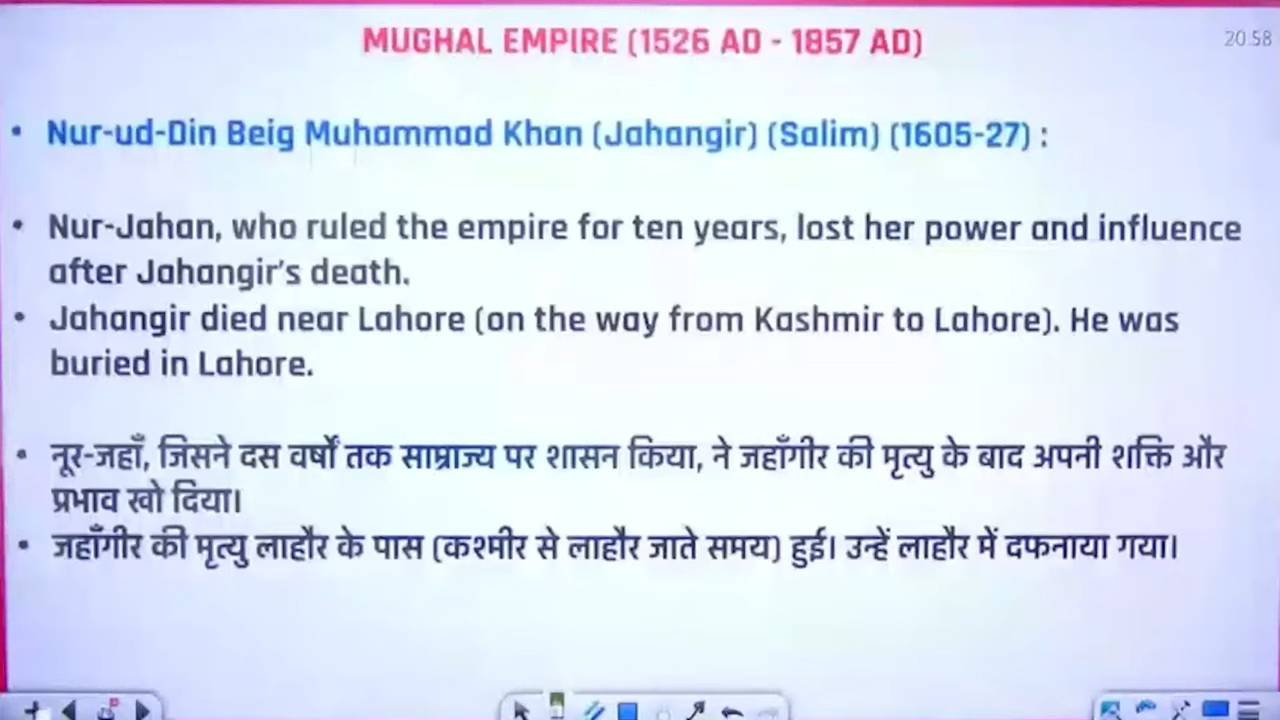 MUGHAL EMPIRE (1526 AD - 1857 AD)
20:58
• Nur-ud-Din Beig Muhammad Khan (Jahangir) (Salim) (1605-27) :
• Nur-Jahan, who ruled the empire for ten years, lost her power and influence
after Jahangir's death.
• Jahangir died near Lahore (on the way from Kashmir to Lahore). He was
buried in Lahore.
• नूर-जहाँ, जिसने दस वर्षों तक साम्राज्य पर शासन किया, ने जहाँगीर की मृत्यु के बाद अपनी शक्ति और
प्रभाव खो दिया।
• जहाँगीर की मृत्यु लाहौर के पास (कश्मीर से लाहौर जाते समय) हुई। उन्हें लाहौर में दफनाया गया।